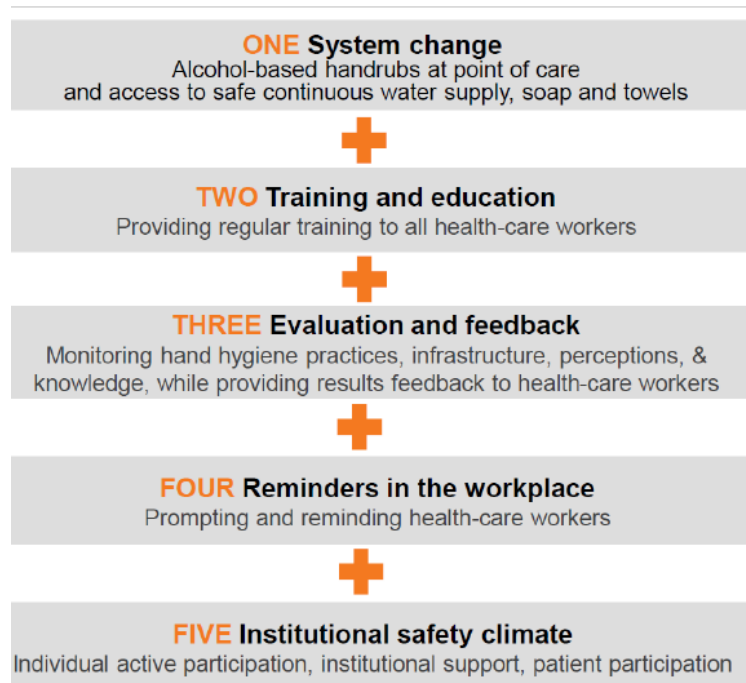 ONE System change
Alcohol-based handrubs at point of care
and access to safe continuous water supply, soap and towels
TWO Training and education
Providing regular training to all health-care workers
THREE Evaluation and feedback
Monitoring hand hygiene practices, infrastructure, perceptions, &
knowledge, while providing results feedback to health-care workers
FOUR Reminders in the workplace
Prompting and reminding health-care workers
FIVE Institutional safety climate
Individual active participation, institutional support, patient participation